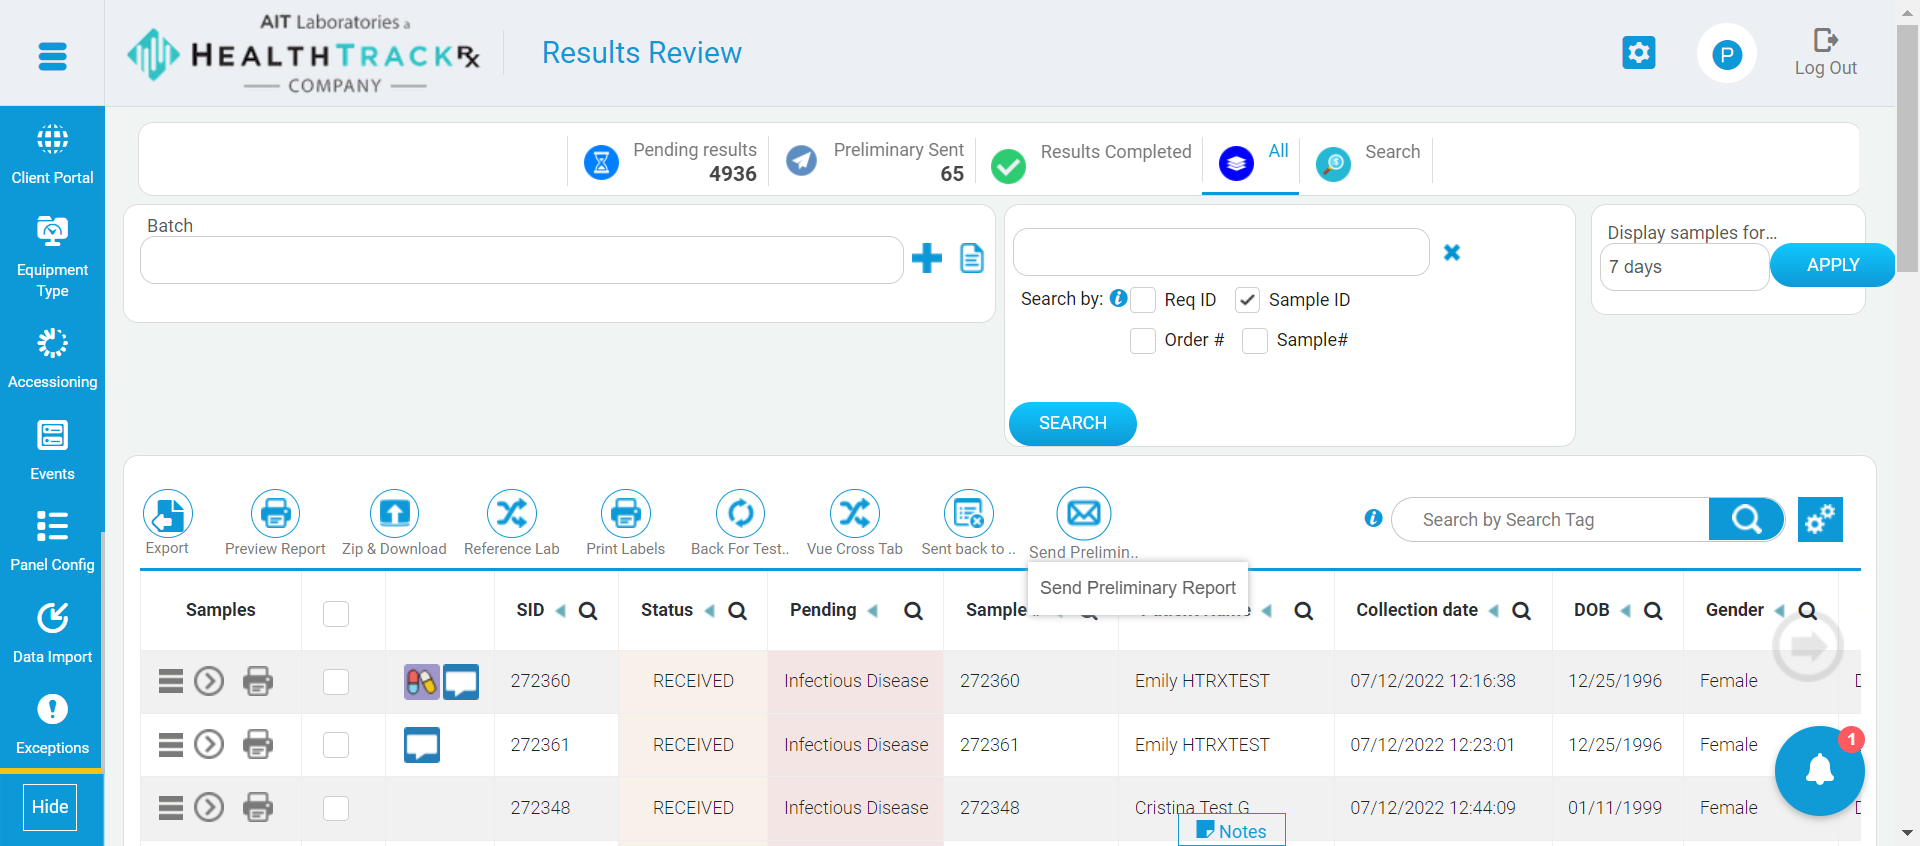 AIT Laboratories a
HEALTHTRACKRx
COMPANY
Results Review
P
Log Out
Client Portal
Equipment
Type
Accessioning
Events
Panel Config
Data Import
Exceptions
Hide
Pending results
4936
Preliminary Sent
65
Results Completed
All
Search
Batch
Search by:
Req ID
Sample ID
Order #
Sample#
SEARCH
Display samples for...
7 days
APPLY
Export
Preview Report
Zip & Download
Reference Lab
Print Labels
Back For Test..
Vue Cross Tab
Sent back to ..
Send Prelimin..
Search by Search Tag
Send Preliminary Report
Samples SID Status Pending Sample Collection date DOB Gender
272360 RECEIVED Infectious Disease 272360 Emily HTRXTEST 07/12/2022 12:16:38 12/25/1996 Female
272361 RECEIVED Infectious Disease 272361 Emily HTRXTEST 07/12/2022 12:23:01 12/25/1996 Female
272348 RECEIVED Infectious Disease 272348 Cristina Test G 07/12/2022 12:44:09 01/11/1999 Female
1
Notes